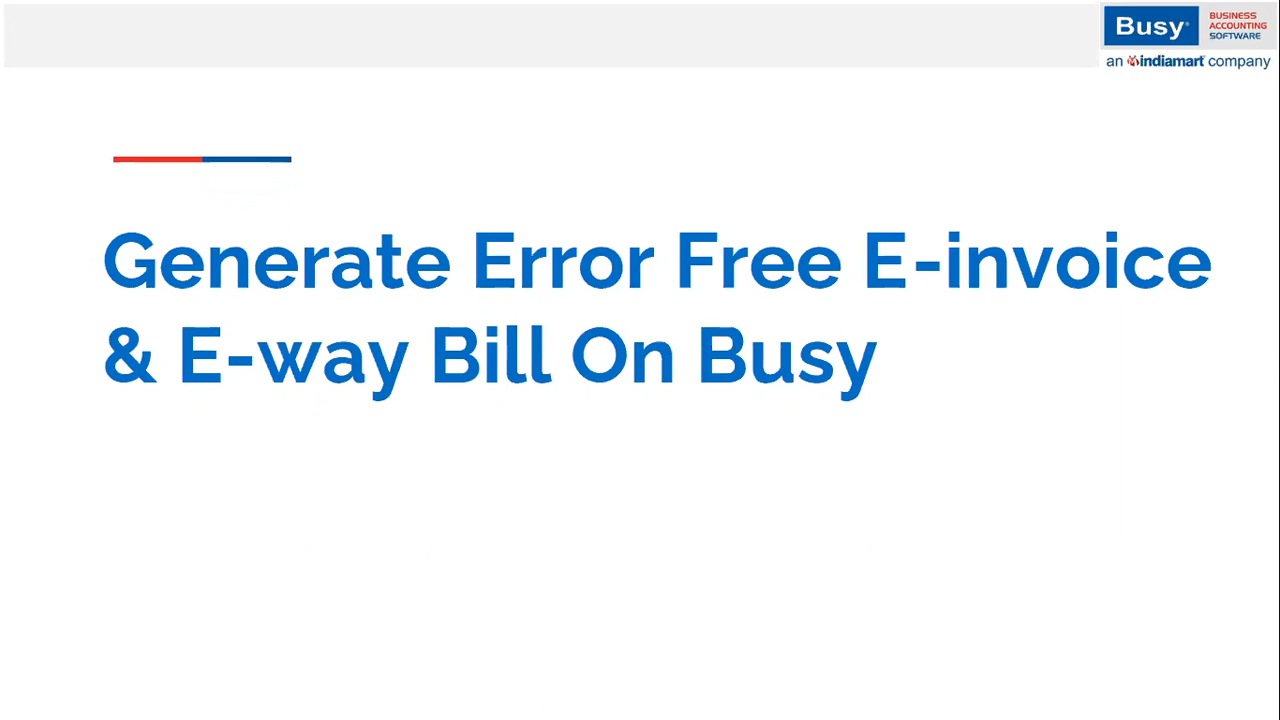 Busy
BUSINESS
ACCOUNTING
SOFTWARE
an indiamart company
Generate Error Free E-invoice
& E-way Bill On Busy